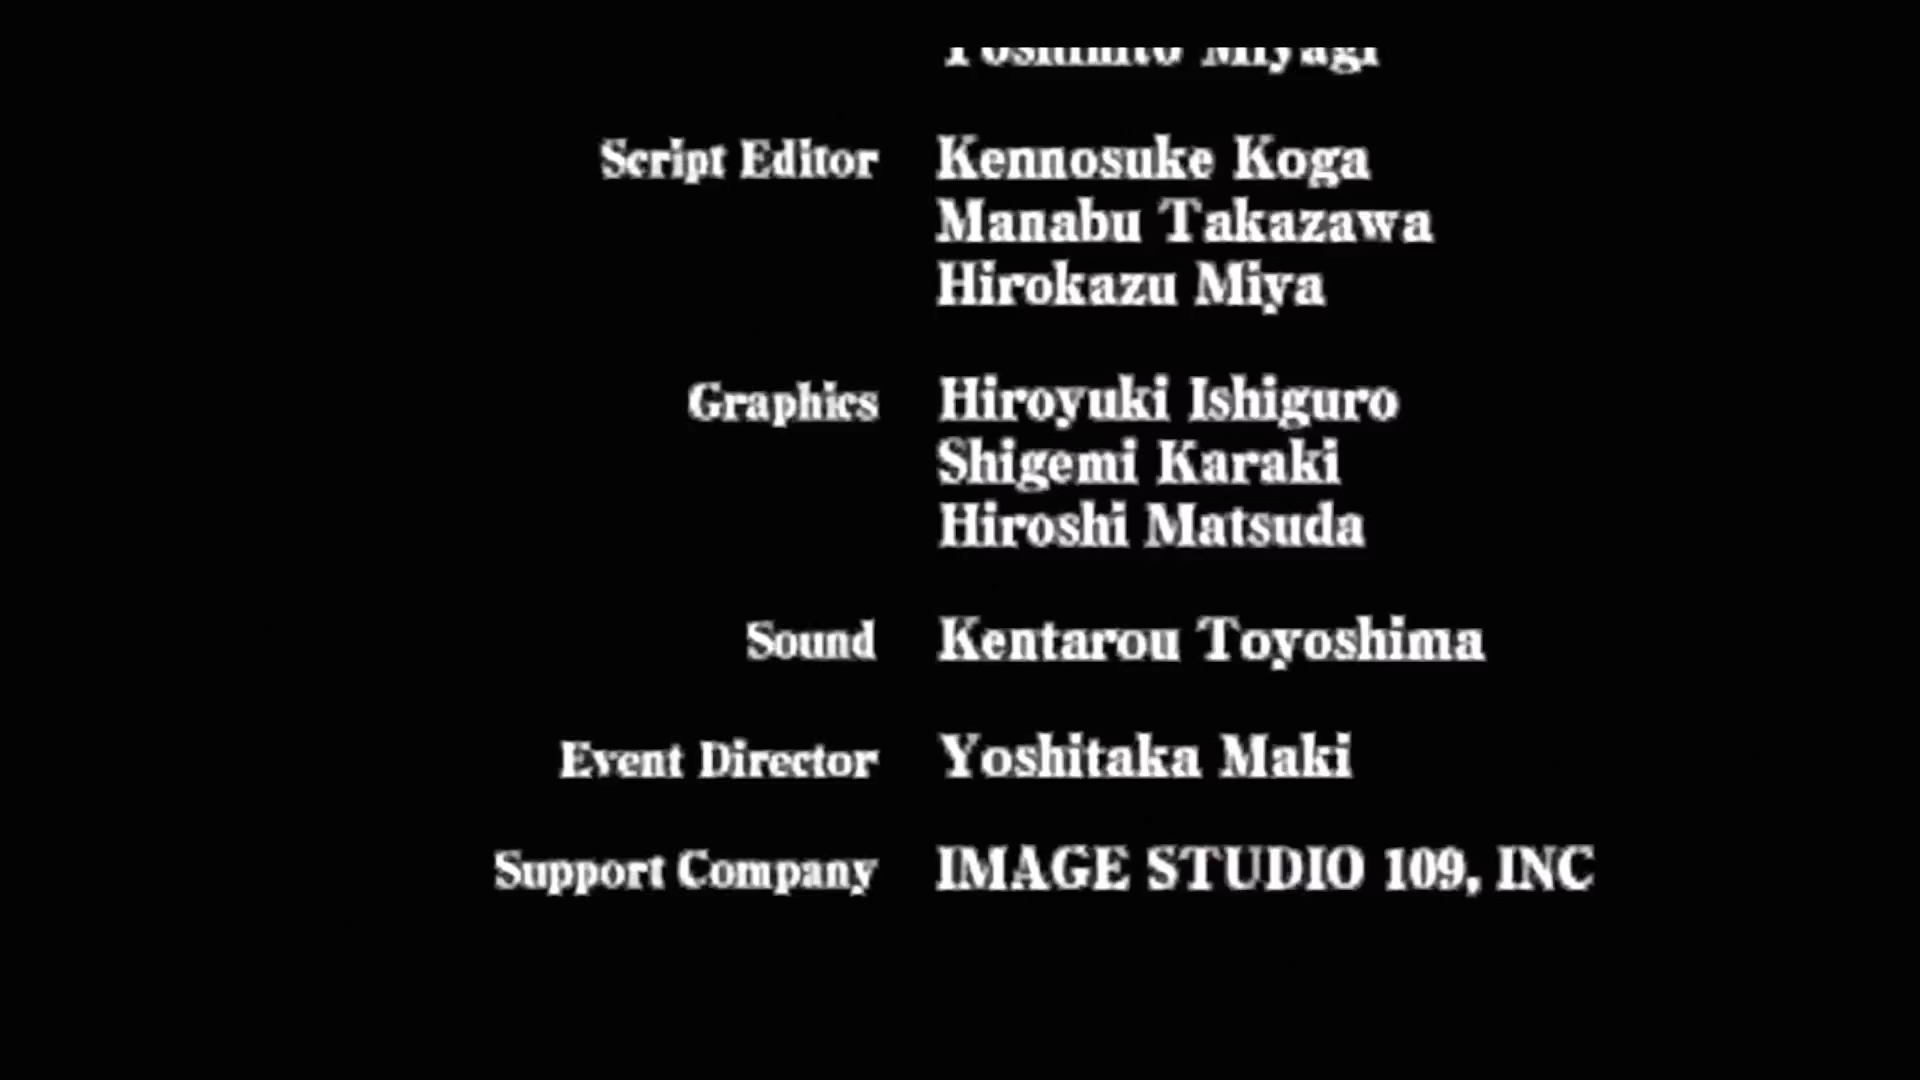 Miyagi
Script Editor Kennosuke Koga
Manabu Takazawa
Hirokazu Miya
Graphics Hiroyuki Ishiguro
Shigemi Karaki
Hiroshi Matsuda
Sound Kentarou Toyoshima
Event Director Yoshitaka Maki
Support Company IMAGE STUDIO 109, INC